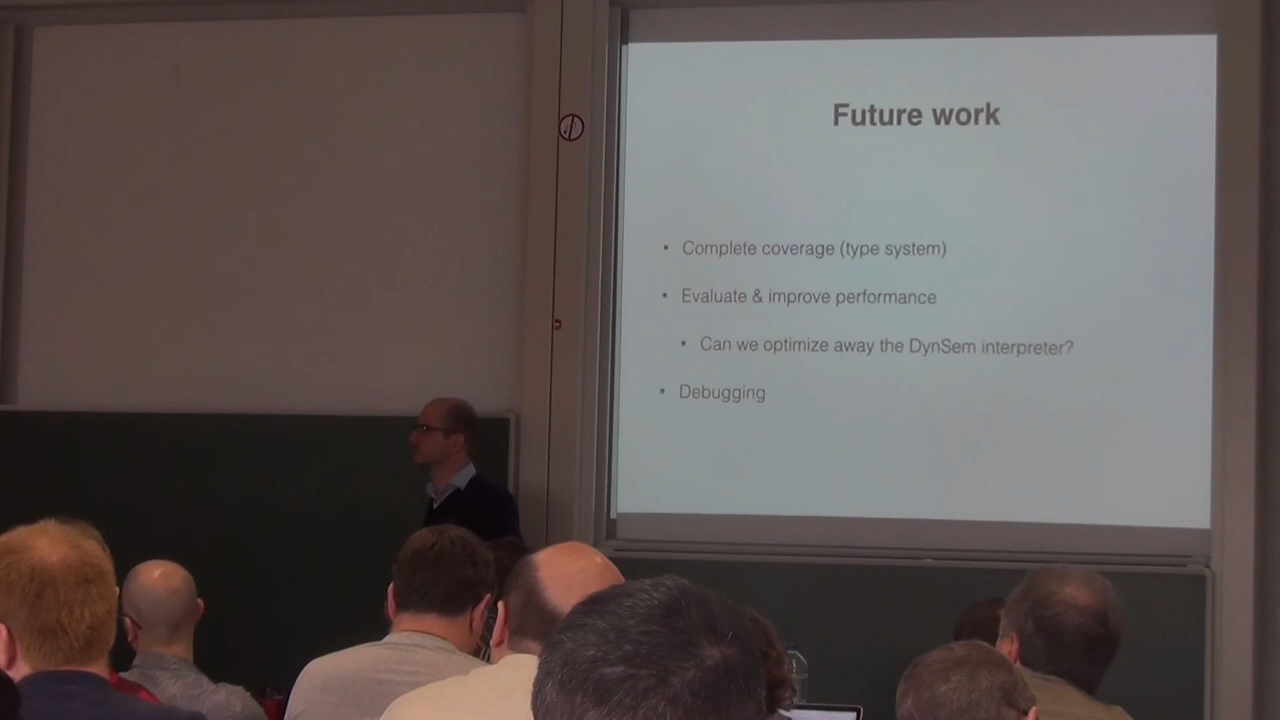 Future work
• Complete coverage (type system)
• Evaluate & improve performance
• Can we optimize away the DynSem interpreter?
• Debugging